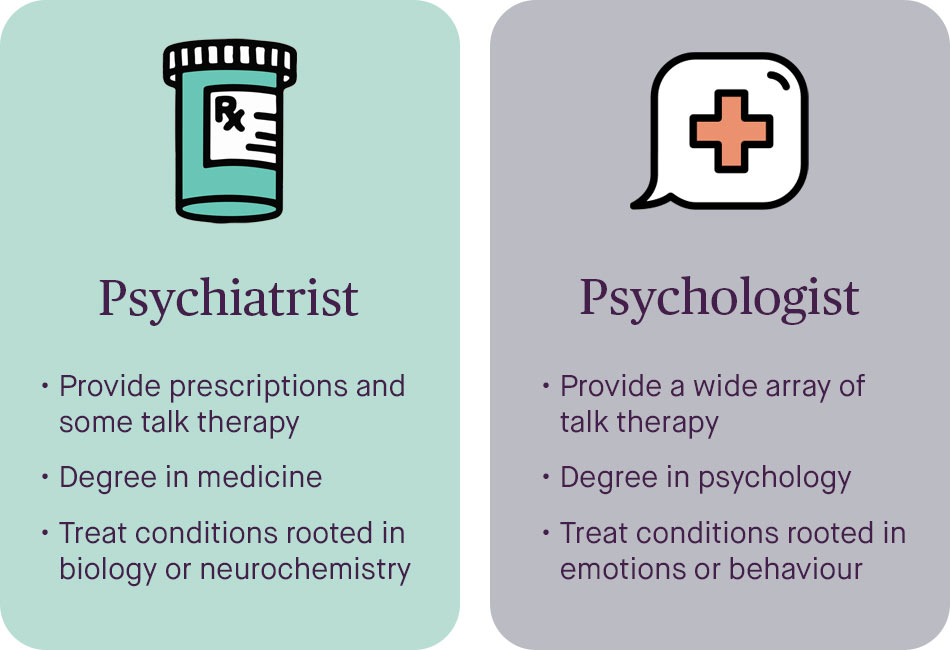 Rx
Psychiatrist
• Provide prescriptions and
some talk therapy
• Degree in medicine
• Treat conditions rooted in
biology or neurochemistry
Psychologist
• Provide a wide array of
talk therapy
• Degree in psychology
• Treat conditions rooted in
emotions or behaviour